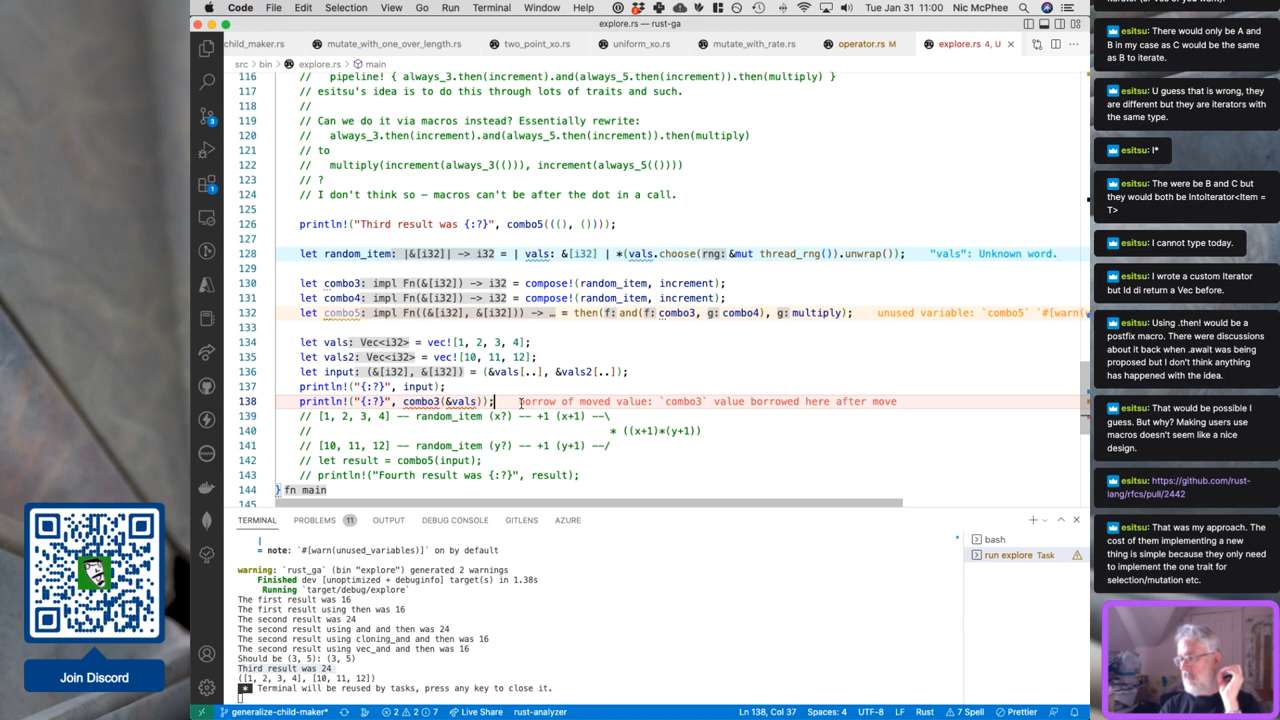 Code File Edit Selection View Go Run Terminal Window Help
Tue Jan 31 11:00 Nic McPhee
explore.rs — rust-ga
child_maker.rs mutate_with_one_over_length.rs two_point_xo.rs uniform_xo.rs mutate_with_rate.rs operator.rs M explore.rs 4, U
src > bin > explore.rs > main
116 // pipeline! { always_3.then(increment).and(always_5.then(increment)).then(multiply) }
117 // esitsu's idea is to do this through lots of traits and such.
118 //
119 // Can we do it via macros instead? Essentially rewrite:
120 // always_3.then(increment).and(always_5.then(increment)).then(multiply)
121 // to
122 // multiply(increment(always_3(())), increment(always_5(())))
123 // ?
124 // I don't think so — macros can't be after the dot in a call.
125
126 println!("Third result was {:?}", combo5(((), ())));
127
128 let random_item: |&[i32]| -> i32 = | vals: &[i32] | *(vals.choose(rng: &mut thread_rng()).unwrap()); "vals": Unknown word.
129
130 let combo3: impl Fn(&[i32]) -> i32 = compose!(random_item, increment);
131 let combo4: impl Fn(&[i32]) -> i32 = compose!(random_item, increment);
132 let combo5: impl Fn((&[i32], &[i32])) -> … = then(f: and(f: combo3, g: combo4), g: multiply); unused variable: `combo5` `#[warn(
133
134 let vals: Vec<i32> = vec![1, 2, 3, 4];
135 let vals2: Vec<i32> = vec![10, 11, 12];
136 let input: (&[i32], &[i32]) = (&vals[..], &vals2[..]);
137 println!("{:?}", input);
138 println!("{:?}", combo3(&vals)); borrow of moved value: `combo3` value borrowed here after move
139 // [1, 2, 3, 4] -- random_item (x?) -- +1 (x+1) --\
140 // * ((x+1)*(y+1))
141 // [10, 11, 12] -- random_item (y?) -- +1 (y+1) --/
142 // let result = combo5(input);
143 // println!("Fourth result was {:?}", result);
144 } fn main
145
TERMINAL PROBLEMS 11 OUTPUT DEBUG CONSOLE GITLENS AZURE
|
= note: `#[warn(unused_variables)]` on by default
warning: `rust_ga` (bin "explore") generated 2 warnings
Finished dev [unoptimized + debuginfo] target(s) in 1.38s
Running `target/debug/explore`
The first result was 16
The first result using then was 16
The second result was 24
The second result using and and then was 24
The second result using cloning_and and then was 16
The second result using vec_and and then was 16
Should be (3, 5): (3, 5)
Third result was 24
([1, 2, 3, 4], [10, 11, 12])
* Terminal will be reused by tasks, press any key to close it.
bash
run explore Task
generalize-child-maker* 2 2 7 Live Share rust-analyzer
Ln 138, Col 37 Spaces: 4 UTF-8 LF Rust 7 Spell Prettier
3
1
Join Discord
esitsu: There would only be A and
B in my case as C would be the same
as B to iterate.
esitsu: U guess that is wrong, they
are different but they are iterators with
the same type.
esitsu: I*
esitsu: The were be B and C but
they would both be IntoIterator<Item =
T>
esitsu: I cannot type today.
esitsu: I wrote a custom Iterator
but Id di return a Vec before.
esitsu: Using .then! would be a
postfix macro. There were discussions
about it back when .await was being
proposed but I don't think anything
has happened with the idea.
esitsu: That would be possible I
guess. But why? Making users use
macros doesn't seem like a nice
design.
esitsu: https://github.com/rust-
lang/rfcs/pull/2442
esitsu: That was my approach. The
cost of them implementing a new
thing is simple because they only need
to implement the one trait for
selection/mutation etc.